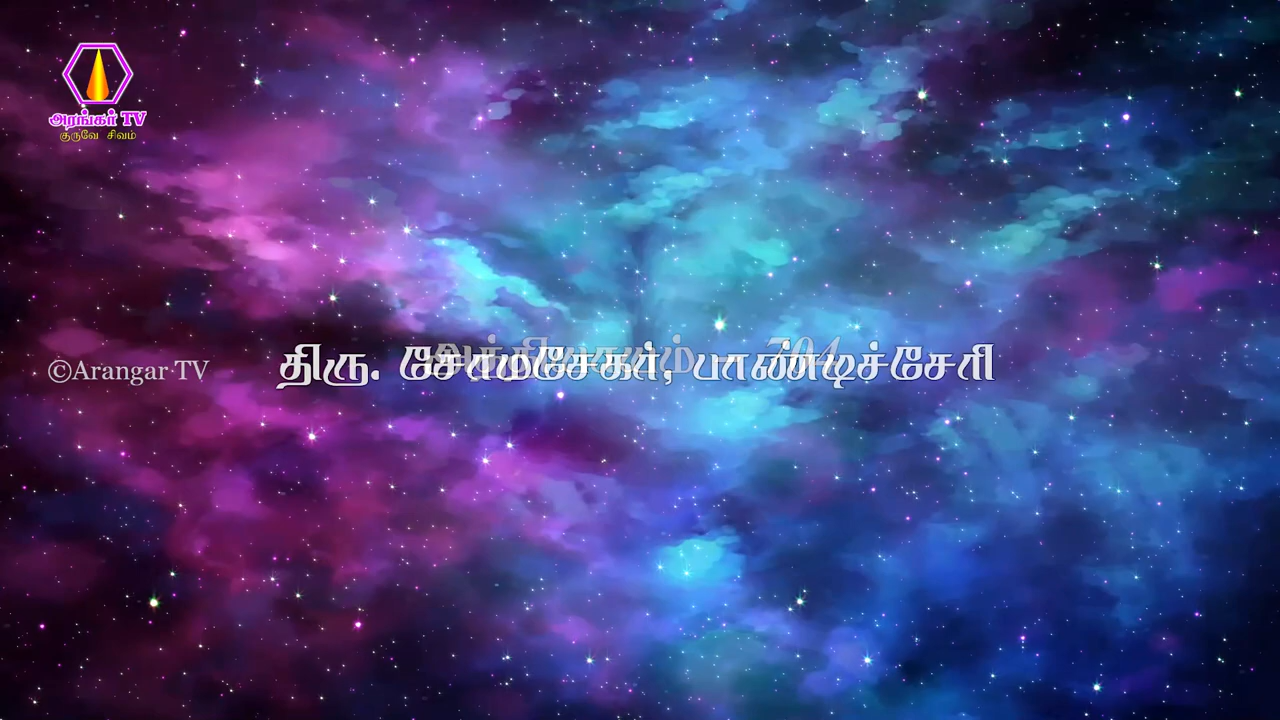 அரங்கர் TV
குருவே சிவம்
©Arangar TV
திரு. சோமசேகர், பாண்டிச்சேரி